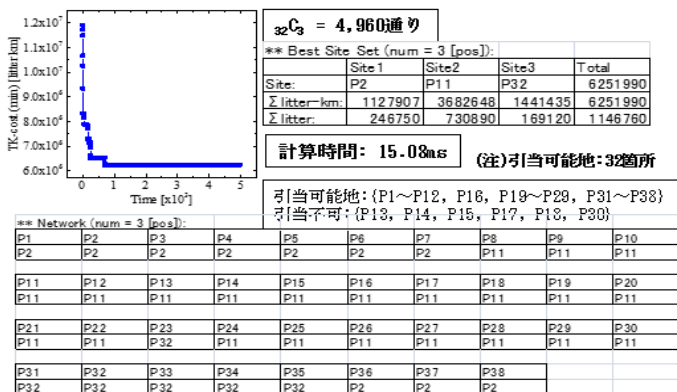 1.2x10⁷
1.1x10⁷
1.0x10⁷
9.0x10⁶
8.0x10⁶
7.0x10⁶
6.0x10⁶
TK-cost (min) [litter·km]
0 1 2 3 4 5
Time [x10³]
₃₂C₃ = 4,960通り
** Best Site Set (num = 3 [pos]):
Site1 Site2 Site3 Total
Site: P2 P11 P32 6251990
Σlitter-km: 1127907 3682648 1441435 6251990
Σlitter: 246750 730890 169120 1146760
計算時間: 15.08ms
(注)引当可能地:32箇所
引当可能地:{P1～P12, P16, P19～P29, P31～P38}
引当不可:{P13, P14, P15, P17, P18, P30}
** Network (num = 3 [pos]):
P1 P2 P3 P4 P5 P6 P7 P8 P9 P10
P2 P2 P2 P2 P2 P2 P2 P11 P11 P11
P11 P12 P13 P14 P15 P16 P17 P18 P19 P20
P11 P11 P11 P11 P11 P11 P11 P11 P11 P11
P21 P22 P23 P24 P25 P26 P27 P28 P29 P30
P11 P11 P32 P11 P11 P11 P11 P11 P11 P11
P31 P32 P33 P34 P35 P36 P37 P38
P32 P32 P32 P32 P32 P2 P2 P2